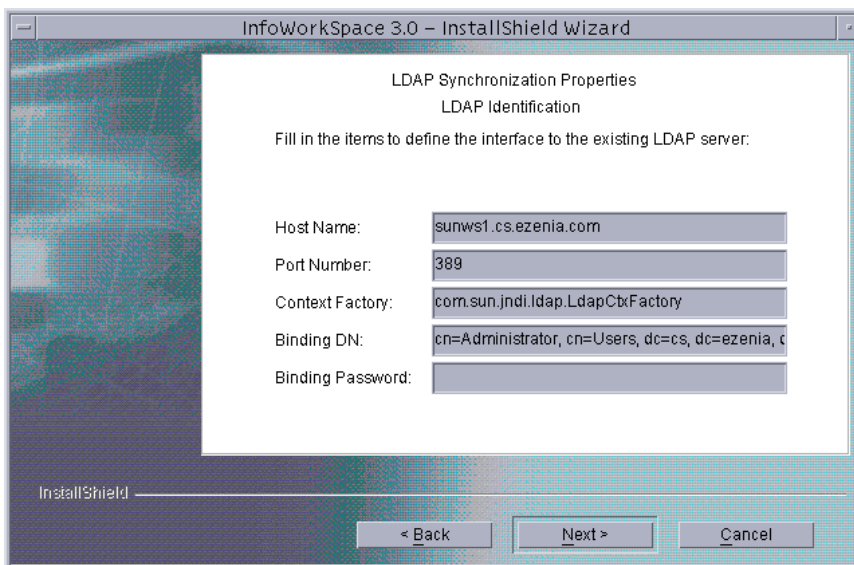 InfoWorkSpace 3.0 – InstallShield Wizard
LDAP Synchronization Properties
LDAP Identification
Fill in the items to define the interface to the existing LDAP server:
Host Name: sunws1.cs.ezenia.com
Port Number: 389
Context Factory: com.sun.jndi.ldap.LdapCtxFactory
Binding DN: cn=Administrator, cn=Users, dc=cs, dc=ezenia, c
Binding Password:
InstallShield
< Back Next > Cancel